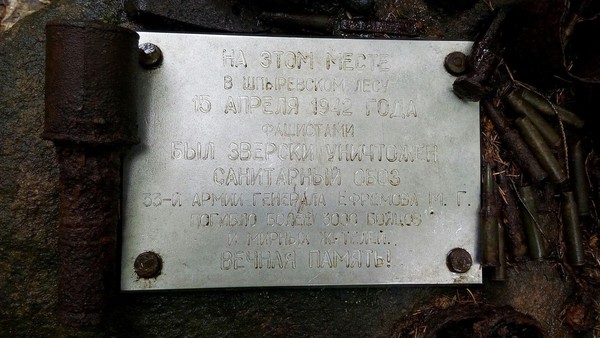 НА ЭТОМ МЕСТЕ
В ШПЫРЕВСКОМ ЛЕСУ
15 АПРЕЛЯ 1942 ГОДА
ФАШИСТАМИ
БЫЛ ЗВЕРСКИ УНИЧТОЖЕН
САНИТАРНЫЙ ОБОЗ
33-Й АРМИИ ГЕНЕРАЛА ЕФРЕМОВА М. Г.
ПОГИБЛО БОЛЕЕ БОЙЦОВ
И МИРНЫХ ЖИТЕЛЕЙ.
ВЕЧНАЯ ПАМЯТЬ!